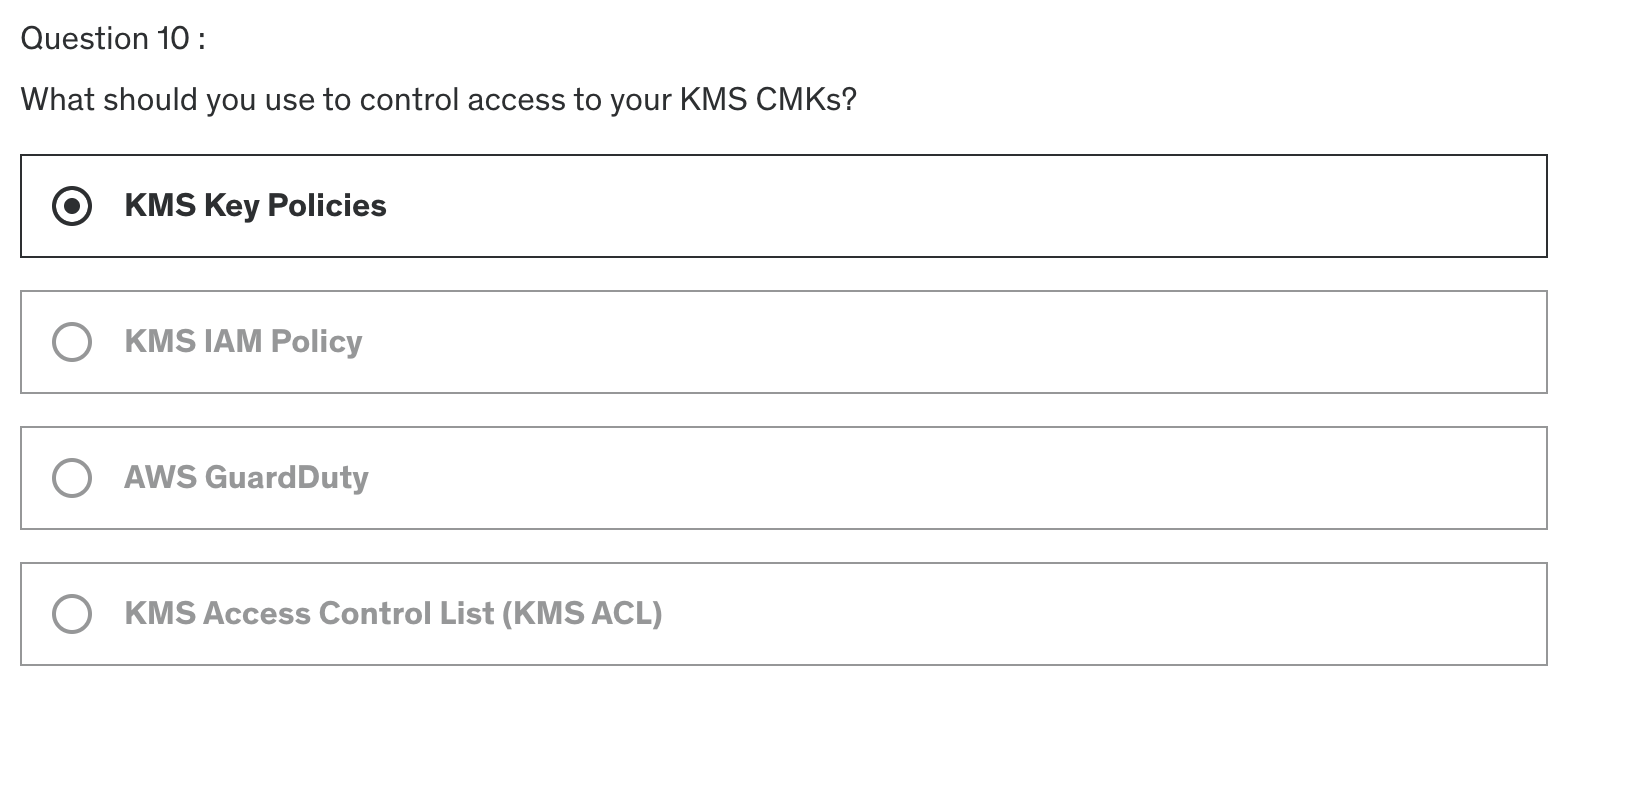 Question 10 :
What should you use to control access to your KMS CMKs?
KMS Key Policies
KMS IAM Policy
AWS GuardDuty
KMS Access Control List (KMS ACL)